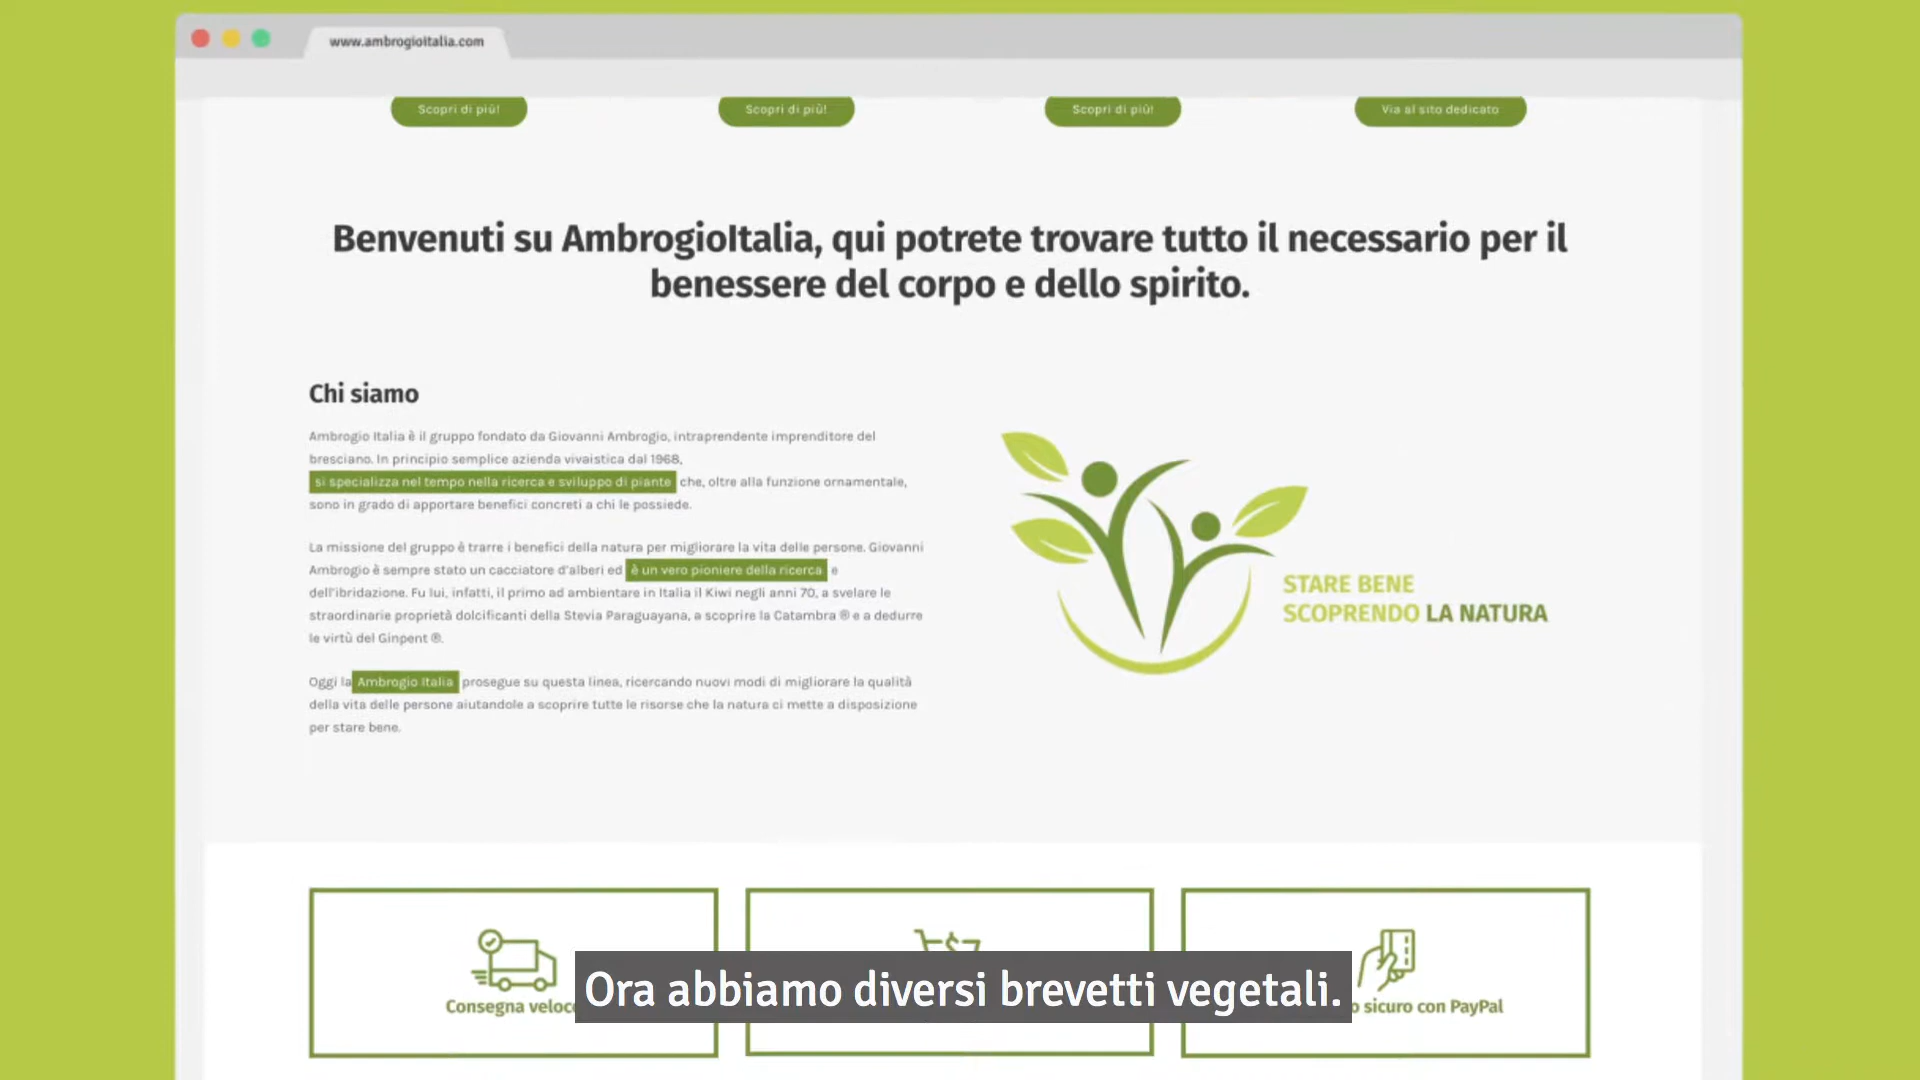 www.ambrogioitalia.com
Scopri di più!
Scopri di più!
Scopri di più!
Via al sito dedicato
Benvenuti su AmbrogioItalia, qui potrete trovare tutto il necessario per il
benessere del corpo e dello spirito.
Chi siamo
Ambrogio Italia è il gruppo fondato da Giovanni Ambrogio, intraprendente imprenditore del
bresciano. In principio semplice azienda vivaistica dal 1968,
si specializza nel tempo nella ricerca e sviluppo di piante che, oltre alla funzione ornamentale,
sono in grado di apportare benefici concreti a chi le possiede.
La missione del gruppo è trarre i benefici della natura per migliorare la vita delle persone. Giovanni
Ambrogio è sempre stato un cacciatore d'alberi ed è un vero pioniere della ricerca e
dell'ibridazione. Fu lui, infatti, il primo ad ambientare in Italia il Kiwi negli anni 70, a svelare le
straordinarie proprietà dolcificanti della Stevia Paraguayana, a scoprire la Catambra ® e a dedurre
le virtù del Ginpent ®.
Oggi la Ambrogio Italia prosegue su questa linea, ricercando nuovi modi di migliorare la qualità
della vita delle persone aiutandole a scoprire tutte le risorse che la natura ci mette a disposizione
per stare bene.
STARE BENE
SCOPRENDO LA NATURA
Consegna
sicuro con PayPal
Ora abbiamo diversi brevetti vegetali.